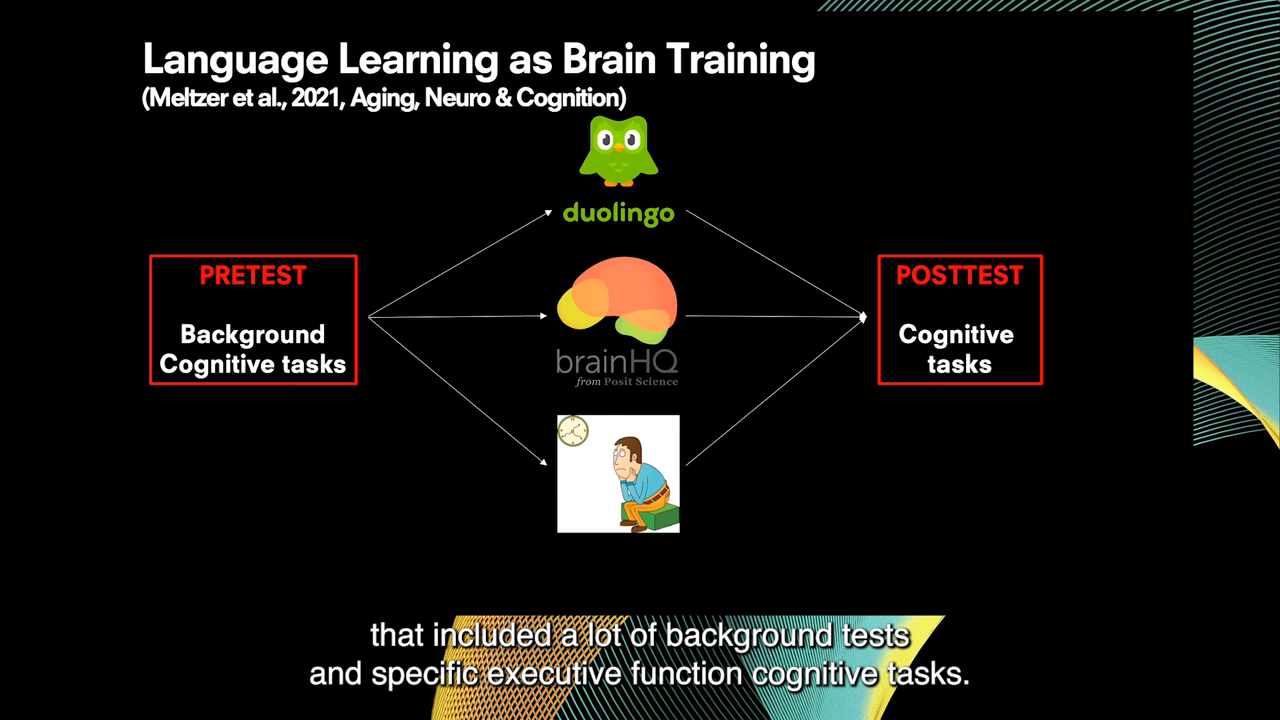 Language Learning as Brain Training
(Meltzer et al., 2021, Aging, Neuro & Cognition)
duolingo
PRETEST
Background
Cognitive tasks
brainHQ
from Posit Science
POSTTEST
Cognitive
tasks
that included a lot of background tests
and specific executive function cognitive tasks.